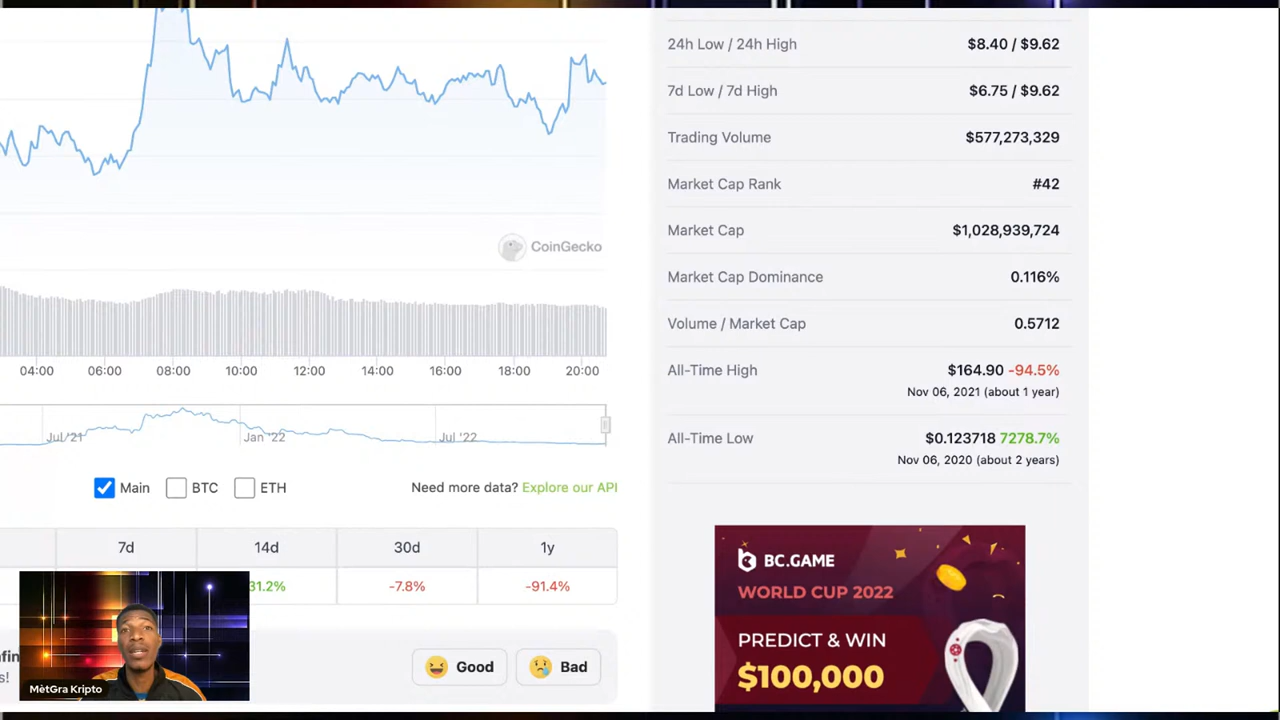 24h Low / 24h High $8.40 / $9.62
7d Low / 7d High $6.75 / $9.62
Trading Volume $577,273,329
Market Cap Rank #42
Market Cap $1,028,939,724
Market Cap Dominance 0.116%
Volume / Market Cap 0.5712
All-Time High $164.90 -94.5%
Nov 06, 2021 (about 1 year)
All-Time Low $0.123718 7278.7%
Nov 06, 2020 (about 2 years)
CoinGecko
04:00 06:00 08:00 10:00 12:00 14:00 16:00 18:00 20:00
Jul '21 Jan '22 Jul '22
Main BTC ETH Need more data? Explore our API
7d 14d 30d 1y
31.2% -7.8% -91.4%
Good Bad
MètGra Kripto
BC.GAME
WORLD CUP 2022
PREDICT & WIN
$100,000